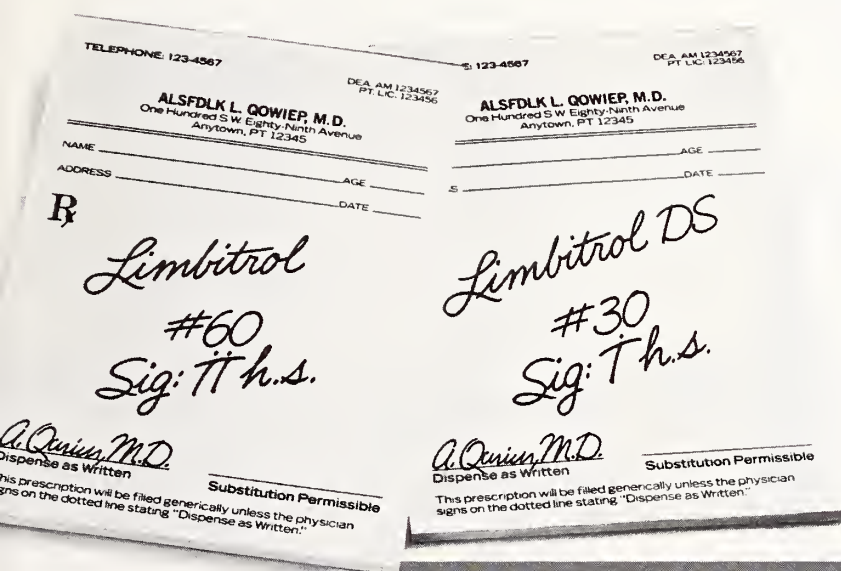 TELEPHONE: 123-4567
DEA. AM 1234567
PT. LIC. 123456
ALSFDLK L. QOWIEP, M.D.
One Hundred S W. Eighty-Ninth Avenue
Anytown, PT 12345
NAME
AGE
ADDRESS
DATE
Rx
Limbitrol
#60
Sig: ii h.s.
A. Qarius, M.D.
Dispense as Written
Substitution Permissible
This prescription will be filled generically unless the physician
signs on the dotted line stating "Dispense as Written."
E: 123-4567
DEA. AM 1234567
PT. LIC. 123456
ALSFDLK L. QOWIEP, M.D.
One Hundred S W. Eighty-Ninth Avenue
Anytown, PT 12345
AGE
S
DATE
Limbitrol DS
#30
Sig: i h.s.
A. Qarius, M.D.
Dispense as Written
Substitution Permissible
This prescription will be filled generically unless the physician
signs on the dotted line stating "Dispense as Written."